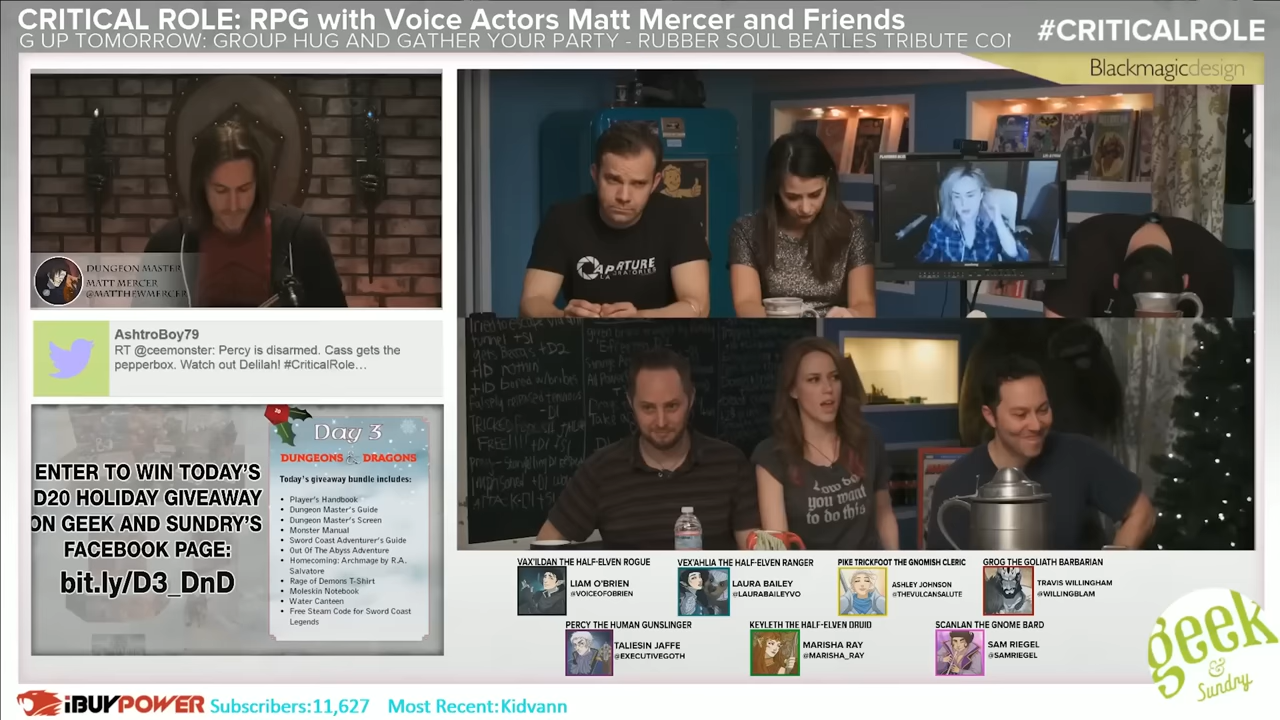 CRITICAL ROLE: RPG with Voice Actors Matt Mercer and Friends
G UP TOMORROW: GROUP HUG AND GATHER YOUR PARTY - RUBBER SOUL BEATLES TRIBUTE CO
#CRITICALROLE
Blackmagicdesign
DUNGEON MASTER
MATT MERCER
@MATTHEWMERCER
AshtroBoy79
RT @ceemonster: Percy is disarmed. Cass gets the
pepperbox. Watch out Delilah! #CriticalRole...
ENTER TO WIN TODAY'S
D20 HOLIDAY GIVEAWAY
ON GEEK AND SUNDRY'S
FACEBOOK PAGE:
bit.ly/D3_DnD
Day 3
DUNGEONS & DRAGONS
Today's giveaway bundle includes:
• Player's Handbook
• Dungeon Master's Guide
• Dungeon Master's Screen
• Monster Manual
• Sword Coast Adventurer's Guide
• Out Of The Abyss Adventure
• Homecoming: Archmage by R.A.
Salvatore
• Rage of Demons T-Shirt
• Moleskin Notebook
• Water Canteen
• Free Steam Code for Sword Coast
Legends
APERTURE
LABORATORIES
you want
to do this
VAX'ILDAN THE HALF-ELVEN ROGUE
LIAM O'BRIEN
@VOICEOFOBRIEN
VEX'AHLIA THE HALF-ELVEN RANGER
LAURA BAILEY
@LAURABAILEYVO
PIKE TRICKFOOT THE GNOMISH CLERIC
ASHLEY JOHNSON
@THEVULCANSALUTE
GROG THE GOLIATH BARBARIAN
TRAVIS WILLINGHAM
@WILLINGBLAM
PERCY THE HUMAN GUNSLINGER
TALIESIN JAFFE
@EXECUTIVEGOTH
KEYLETH THE HALF-ELVEN DRUID
MARISHA RAY
@MARISHA_RAY
SCANLAN THE GNOME BARD
SAM RIEGEL
@SAMRIEGEL
geek
&
Sundry
iBUYPOWER
Subscribers:11,627 Most Recent:Kidvann